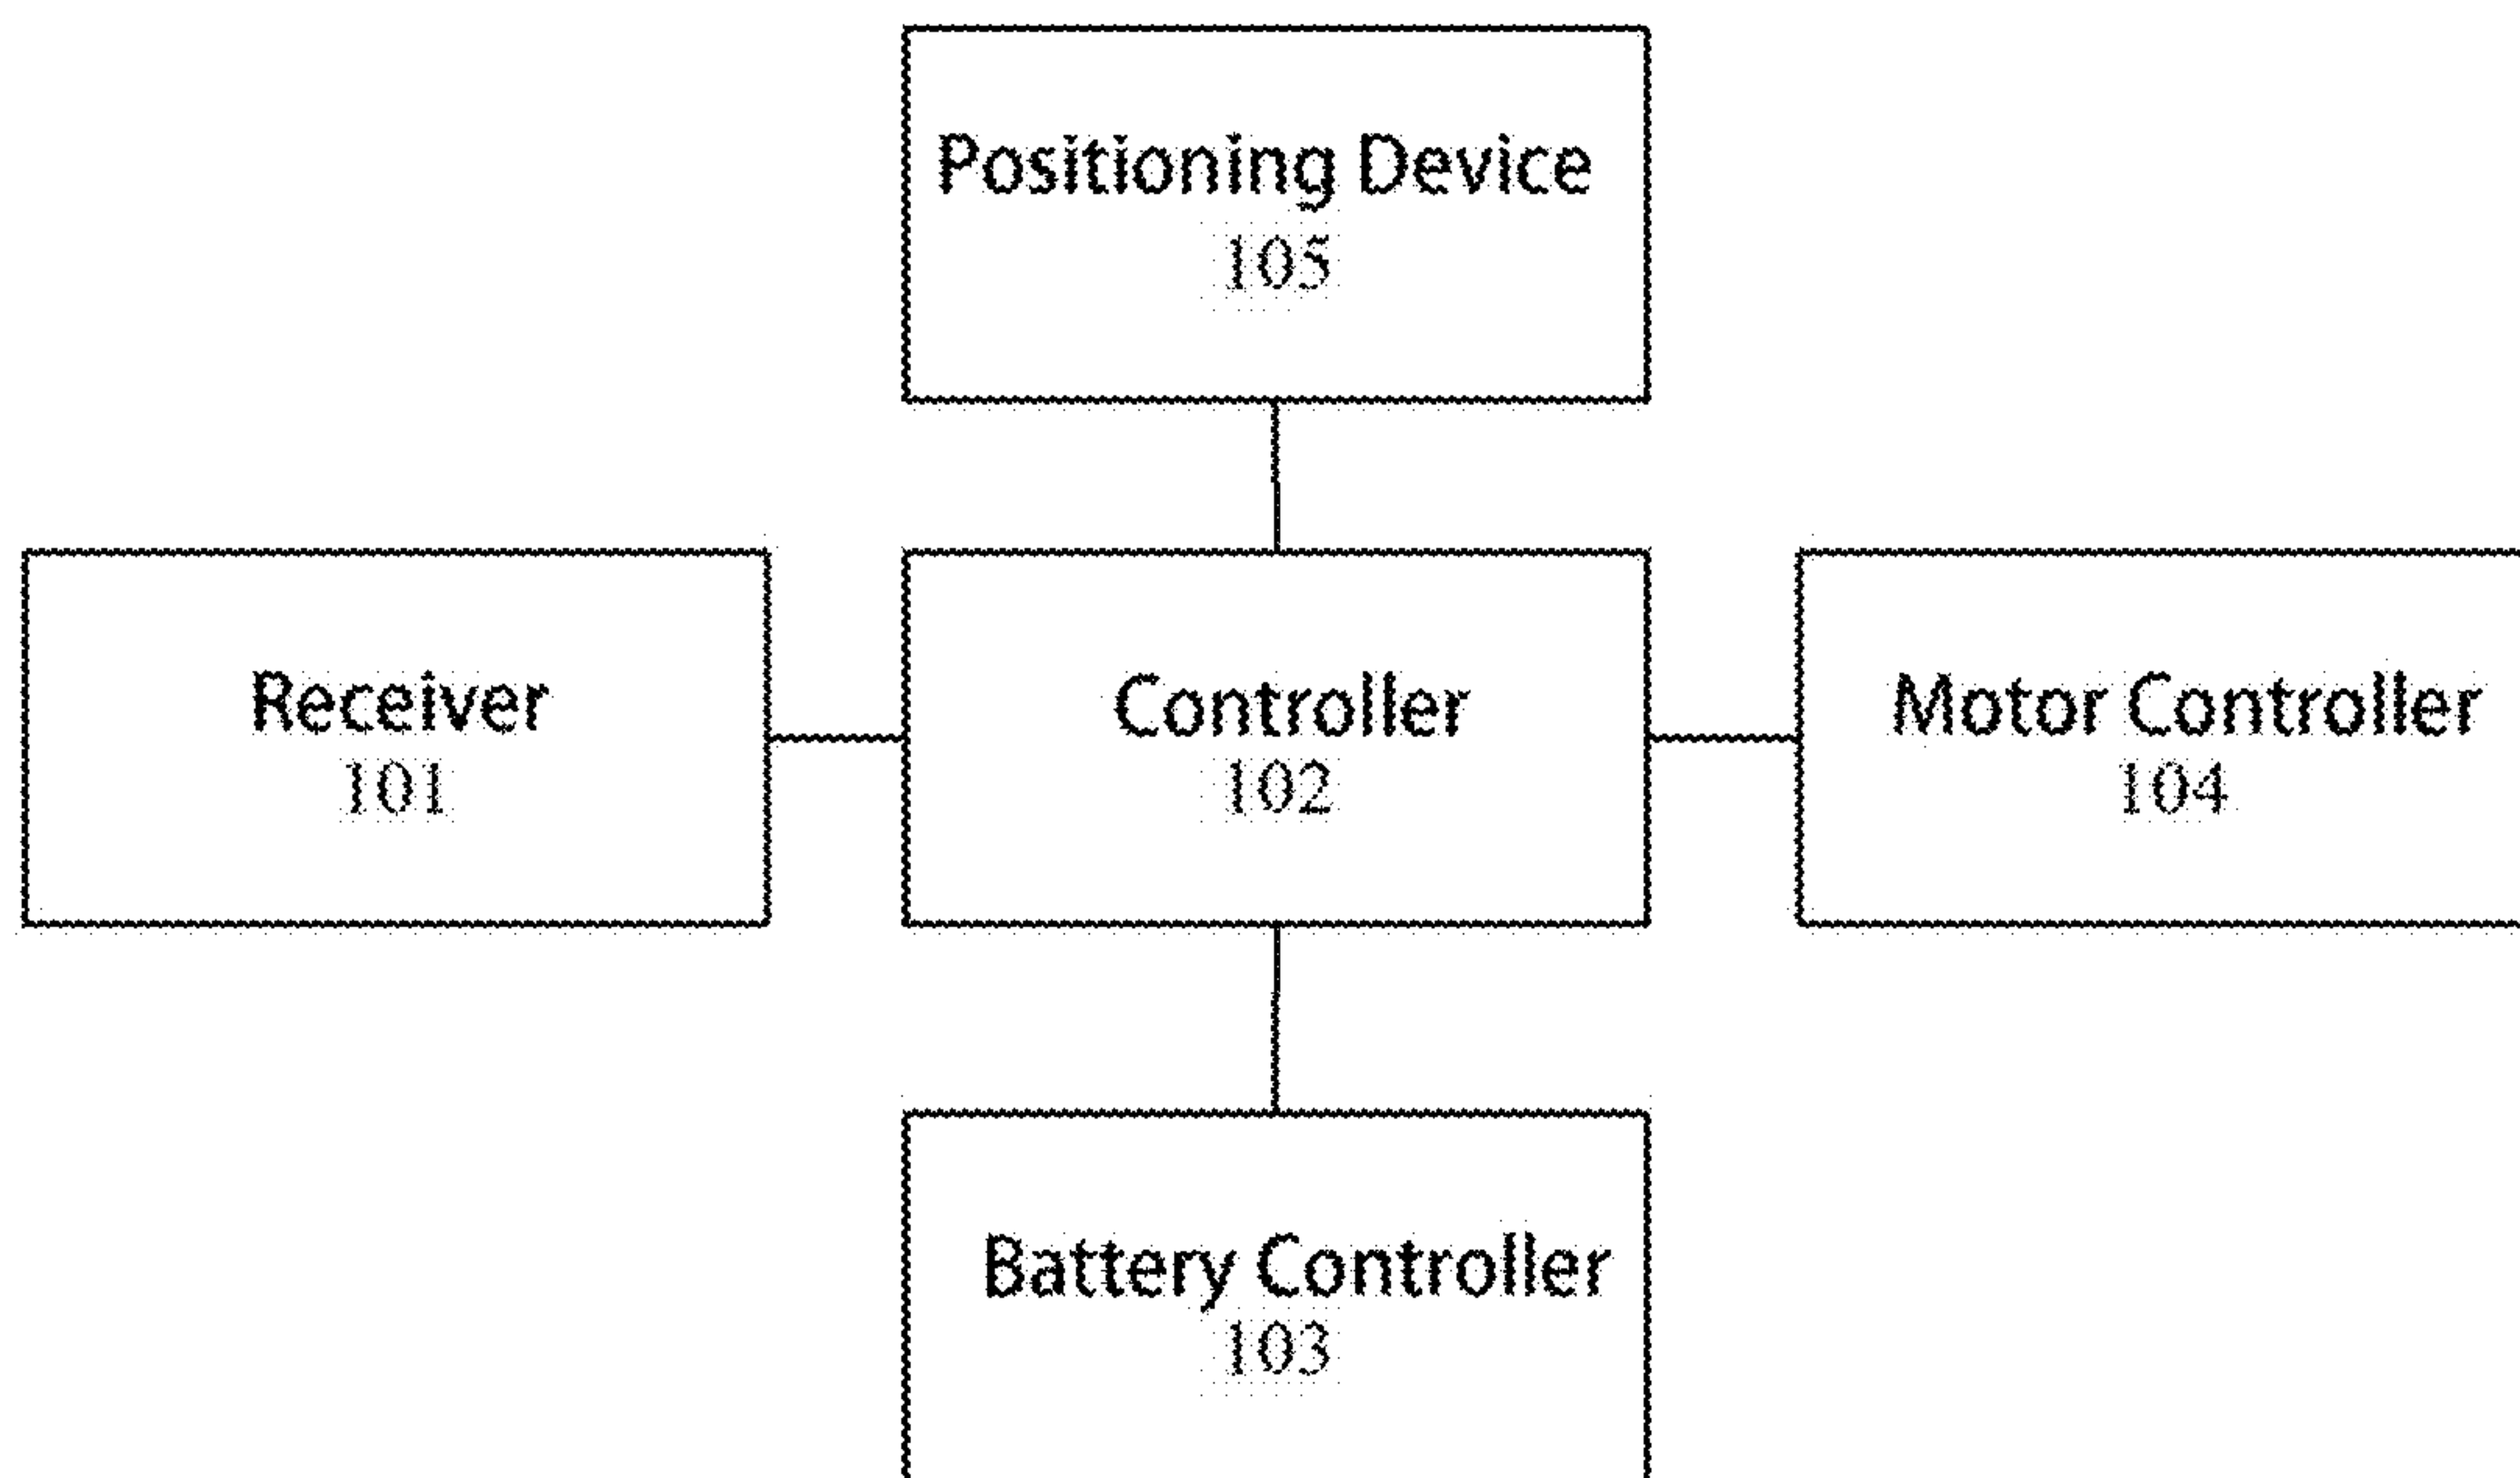 Positioning Device
105
Receiver
101
Controller
102
Motor Controller
104
Battery Controller
103